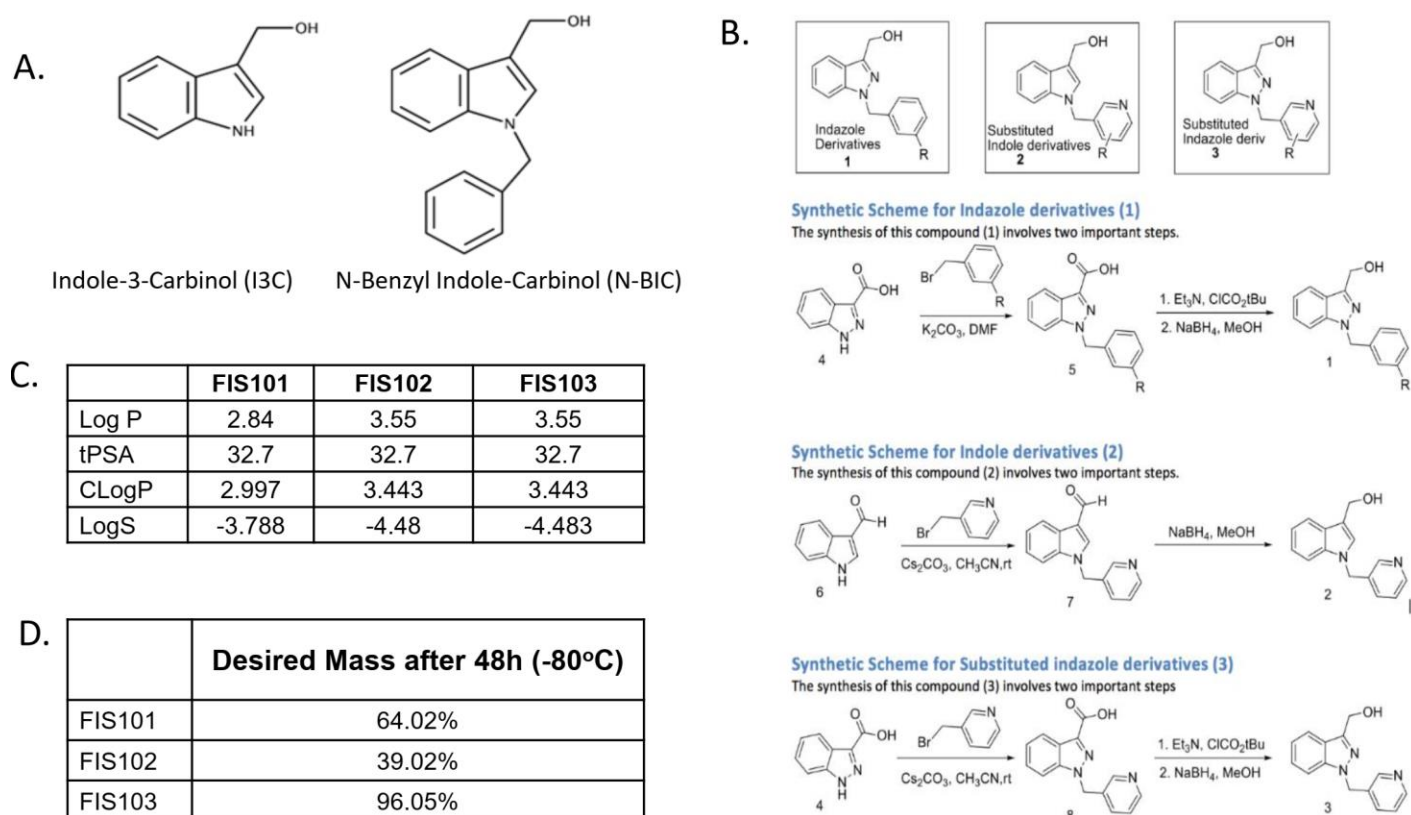 A.
OH
NH
Indole-3-Carbinol (I3C)
OH
N
N-Benzyl Indole-Carbinol (N-BIC)
B.
OH
N
N
R
Indazole
Derivatives
1
OH
N
N
R
Substituted
Indole derivatives
2
OH
N
N
N
R
Substituted
Indazole deriv
3
Synthetic Scheme for Indazole derivatives (1)
The synthesis of this compound (1) involves two important steps.
O
OH
N
N
H
4
Br
R
K2CO3, DMF
O
OH
N
N
R
5
1. Et3N, ClCO2tBu
2. NaBH4, MeOH
OH
N
N
R
1
Synthetic Scheme for Indole derivatives (2)
The synthesis of this compound (2) involves two important steps.
O
H
N
H
6
Br
N
Cs2CO3, CH3CN,rt
O
H
N
N
7
NaBH4, MeOH
OH
N
N
2
Synthetic Scheme for Substituted indazole derivatives (3)
The synthesis of this compound (3) involves two important steps
O
OH
N
N
H
4
Br
N
Cs2CO3, CH3CN,rt
O
OH
N
N
N
8
1. Et3N, ClCO2tBu
2. NaBH4, MeOH
OH
N
N
N
3
C.
FIS101 FIS102 FIS103
Log P 2.84 3.55 3.55
tPSA 32.7 32.7 32.7
CLogP 2.997 3.443 3.443
LogS -3.788 -4.48 -4.483
D.
Desired Mass after 48h (-80°C)
FIS101 64.02%
FIS102 39.02%
FIS103 96.05%